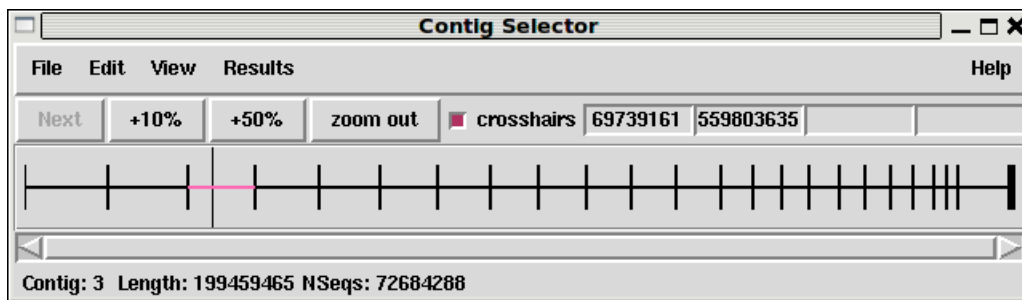 Contig Selector
File Edit View Results Help
Next +10% +50% zoom out crosshairs 69739161 559803635
Contig: 3 Length: 199459465 NSeqs: 72684288